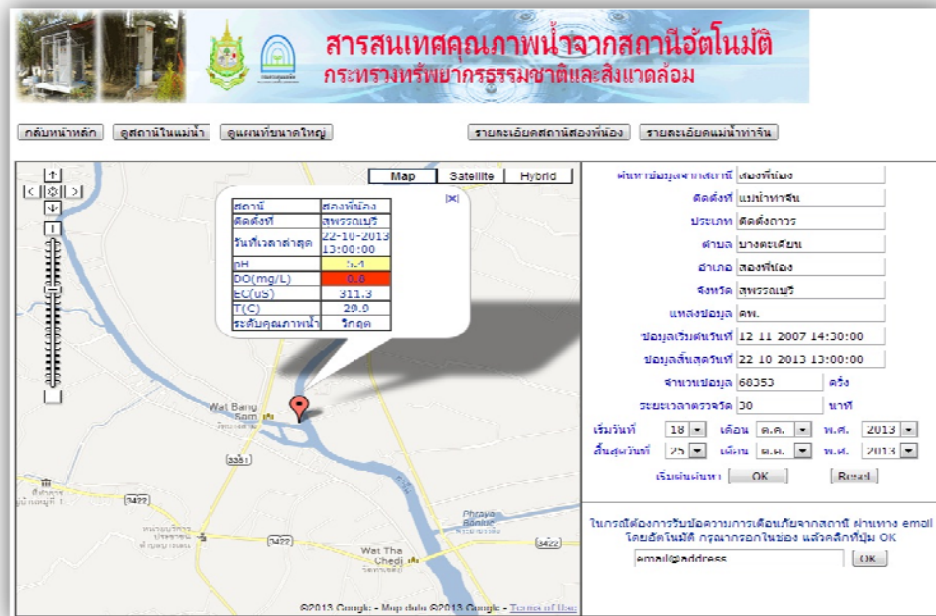 สารสนเทศคุณภาพน้ำจากสถานีอัตโนมัติ
กระทรวงทรัพยากรธรรมชาติและสิ่งแวดล้อม
กลับหน้าหลัก ดูสถานีในแม่น้ำ ดูแผนที่ขนาดใหญ่ รายละเอียดสถานีสองพี่น้อง รายละเอียดแม่น้ำท่าจีน
Map Satellite Hybrid
สถานี สองพี่น้อง
ติดตั้งที่ สุพรรณบุรี
วันที่เวลาล่าสุด 22-10-2013
13:00:00
pH 5.4
DO(mg/L) 0.8
EC(uS) 311.3
T(C) 29.9
ระดับคุณภาพน้ำ วิกฤต
Wat Bang
Som
3351
3422
3422
3422
Phraya
Banlue
Wat Tha
Chedi
©2013 Google - Map data ©2013 Google - Terms of Use
ค้นหาข้อมูลจากสถานี สองพี่น้อง
ติดตั้งที่ แม่น้ำท่าจีน
ประเภท ติดตั้งถาวร
ตำบล บางตะเคียน
อำเภอ สองพี่น้อง
จังหวัด สุพรรณบุรี
แหล่งข้อมูล คพ.
ข้อมูลเริ่มต้นวันที่ 12-11-2007 14:30:00
ข้อมูลสิ้นสุดวันที่ 22-10-2013 13:00:00
จำนวนข้อมูล 68353 ครั้ง
ระยะเวลาตรวจวัด 30 นาที
เริ่มวันที่ 18 เดือน ต.ค. พ.ศ. 2013
สิ้นสุดวันที่ 25 เดือน ต.ค. พ.ศ. 2013
เริ่มค้นค้นหา OK Reset
ในกรณีต้องการรับข้อความการเตือนภัยจากสถานี ผ่านทาง email
โดยอัตโนมัติ กรุณากรอกในช่อง แล้วคลิกที่ปุ่ม OK
email@address OK